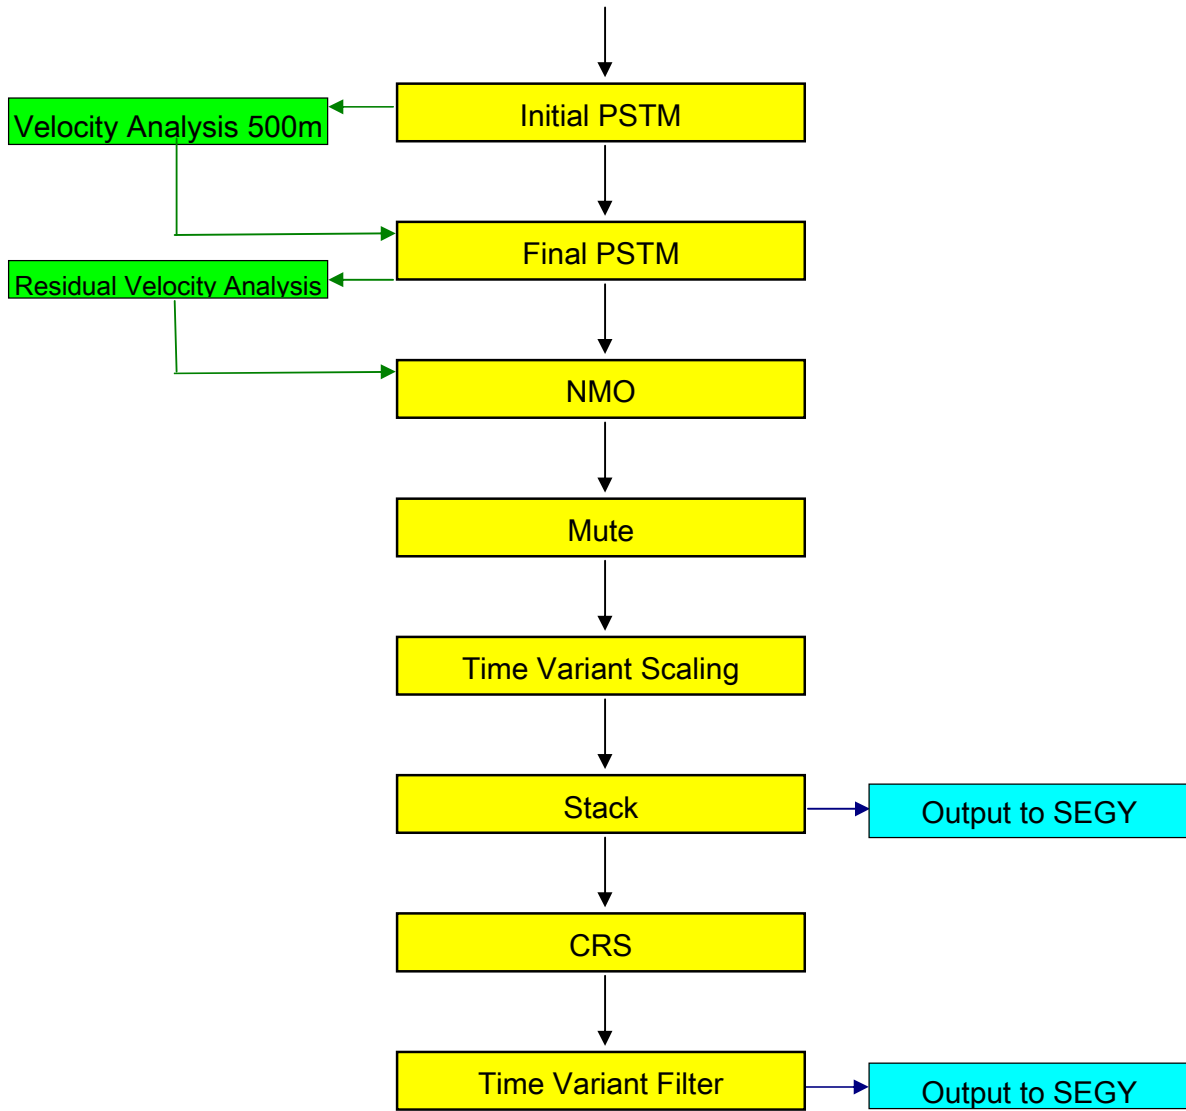 Initial PSTM
Velocity Analysis 500m
Final PSTM
Residual Velocity Analysis
NMO
Mute
Time Variant Scaling
Stack
Output to SEGY
CRS
Time Variant Filter
Output to SEGY